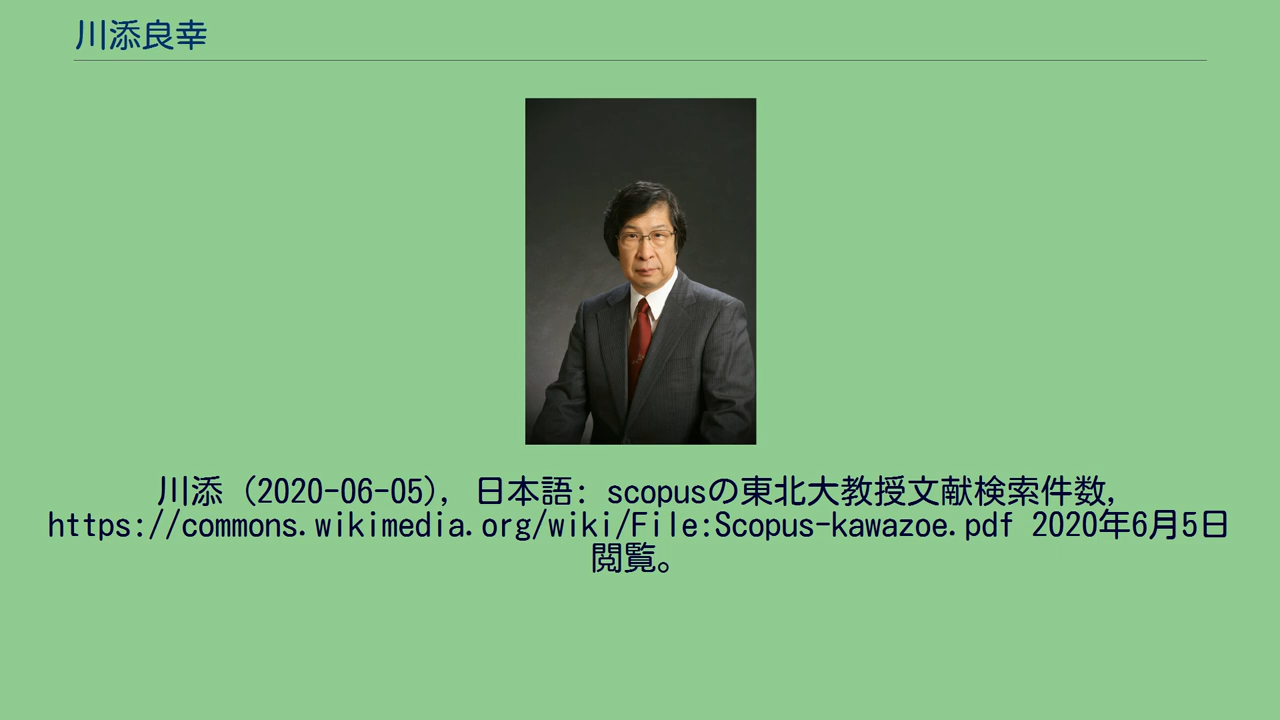 川添良幸
川添 (2020-06-05), 日本語: scopusの東北大教授文献検索件数,
https://commons.wikimedia.org/wiki/File:Scopus-kawazoe.pdf 2020年6月5日
閲覧。